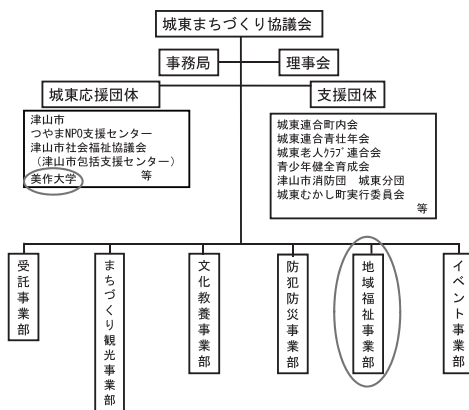 城東まちづくり協議会
事務局
理事会
城東応援団体
支援団体
津山市
つやまNPO支援センター
津山市社会福祉協議会
（津山市包括支援センター）
美作大学 等
城東連合町内会
城東連合青壮年会
城東老人ｸﾗﾌﾞ連合会
青少年健全育成会
津山市消防団 城東分団
城東むかし町実行委員会
等
受託事業部
まちづくり観光事業部
文化教養事業部
防犯防災事業部
地域福祉事業部
イベント事業部